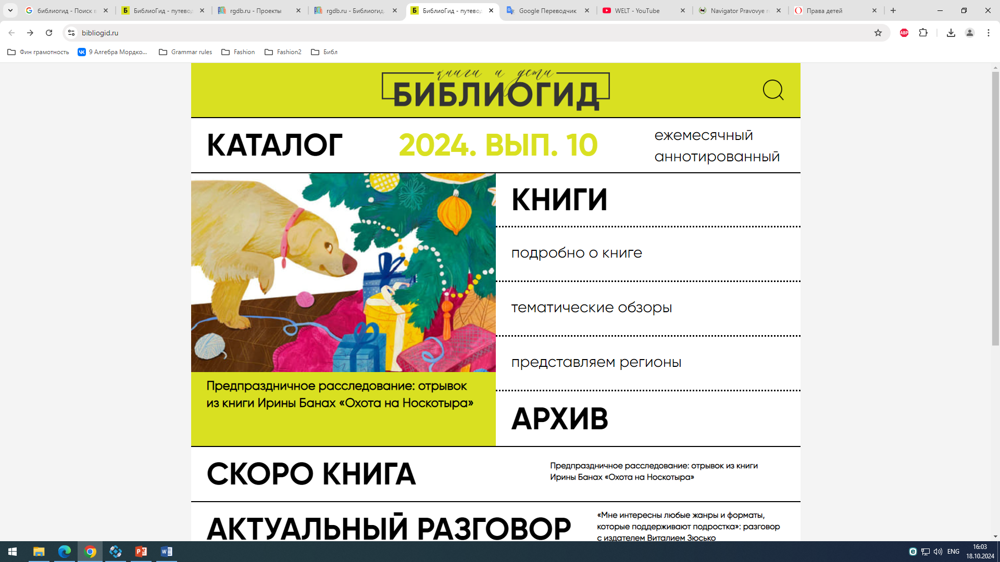 библиогид - Поиск в
БиблиоГид - путевод
rgdb.ru - Проекты
rgdb.ru - Библиогид.
БиблиоГид - путевод
Google Переводчик
WELT - YouTube
Navigator Pravovye re
Права детей
bibliogid.ru
ABP
Фин грамотность
9 Алгебра Мордко...
Grammar rules
Fashion
Fashion2
Библ
книги и дети
БИБЛИОГИД
КАТАЛОГ
2024. ВЫП. 10
ежемесячный
аннотированный
КНИГИ
подробно о книге
тематические обзоры
представляем регионы
Предпраздничное расследование: отрывок
из книги Ирины Банах «Охота на Носкотыра»
АРХИВ
СКОРО КНИГА
Предпраздничное расследование: отрывок из книги
Ирины Банах «Охота на Носкотыра»
АКТУАЛЬНЫЙ РАЗГОВОР
«Мне интересны любые жанры и форматы,
которые поддерживают подростка»: разговор
с издателем Виталием Зюсько
ENG
16:03
18.10.2024